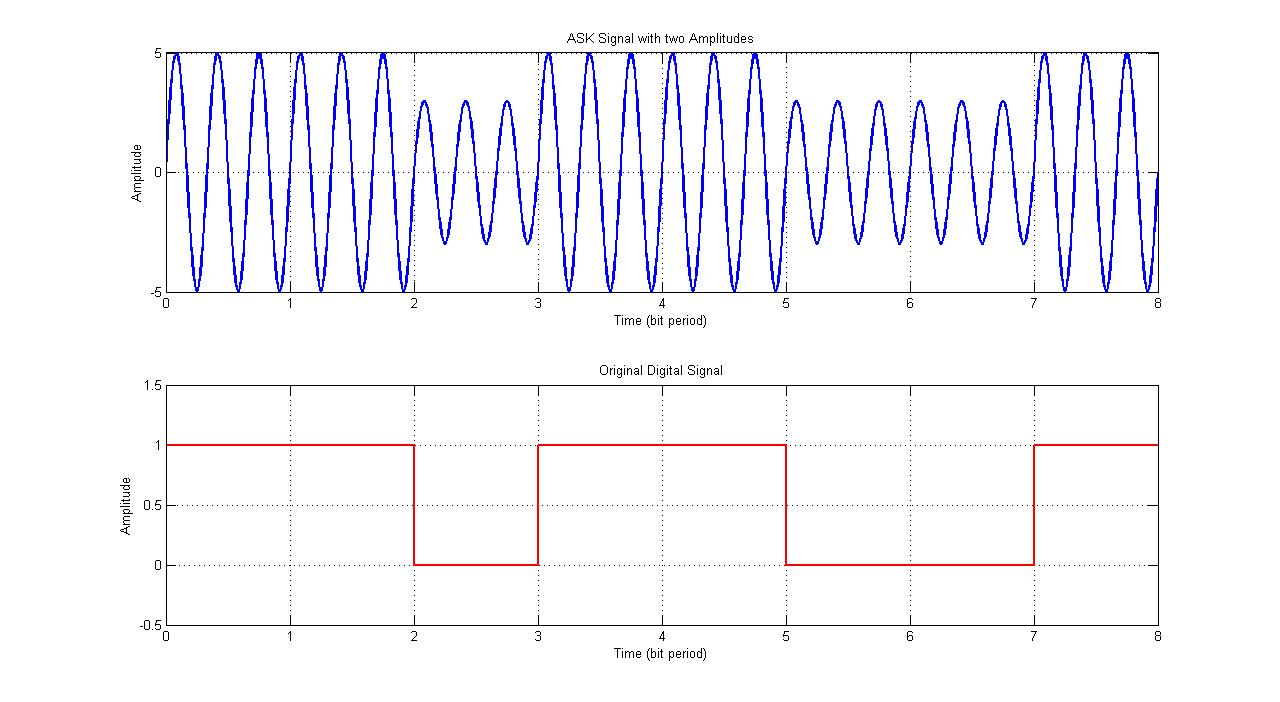 ASK Signal with two Amplitudes
5
0
-5
Amplitude
0 1 2 3 4 5 6 7 8
Time (bit period)
Original Digital Signal
1.5
1
0.5
0
-0.5
Amplitude
0 1 2 3 4 5 6 7 8
Time (bit period)